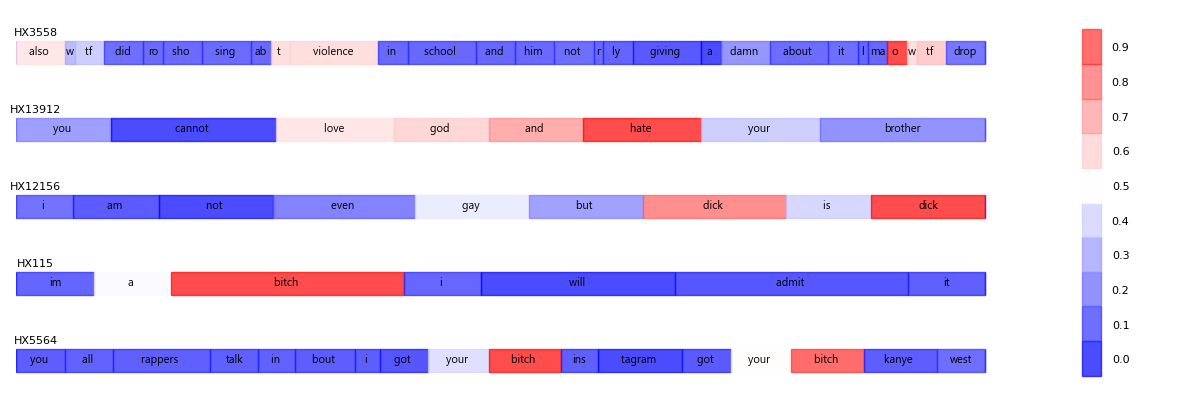 HX3558
also w tf did ro sho sing ab t violence in school and him not r ly giving a damn about it l ma o w tf drop
HX13912
you cannot love god and hate your brother
HX12156
i am not even gay but dick is dick
HX115
im a bitch i will admit it
HX5564
you all rappers talk in bout i got your bitch ins tagram got your bitch kanye west
0.9
0.8
0.7
0.6
0.5
0.4
0.3
0.2
0.1
0.0